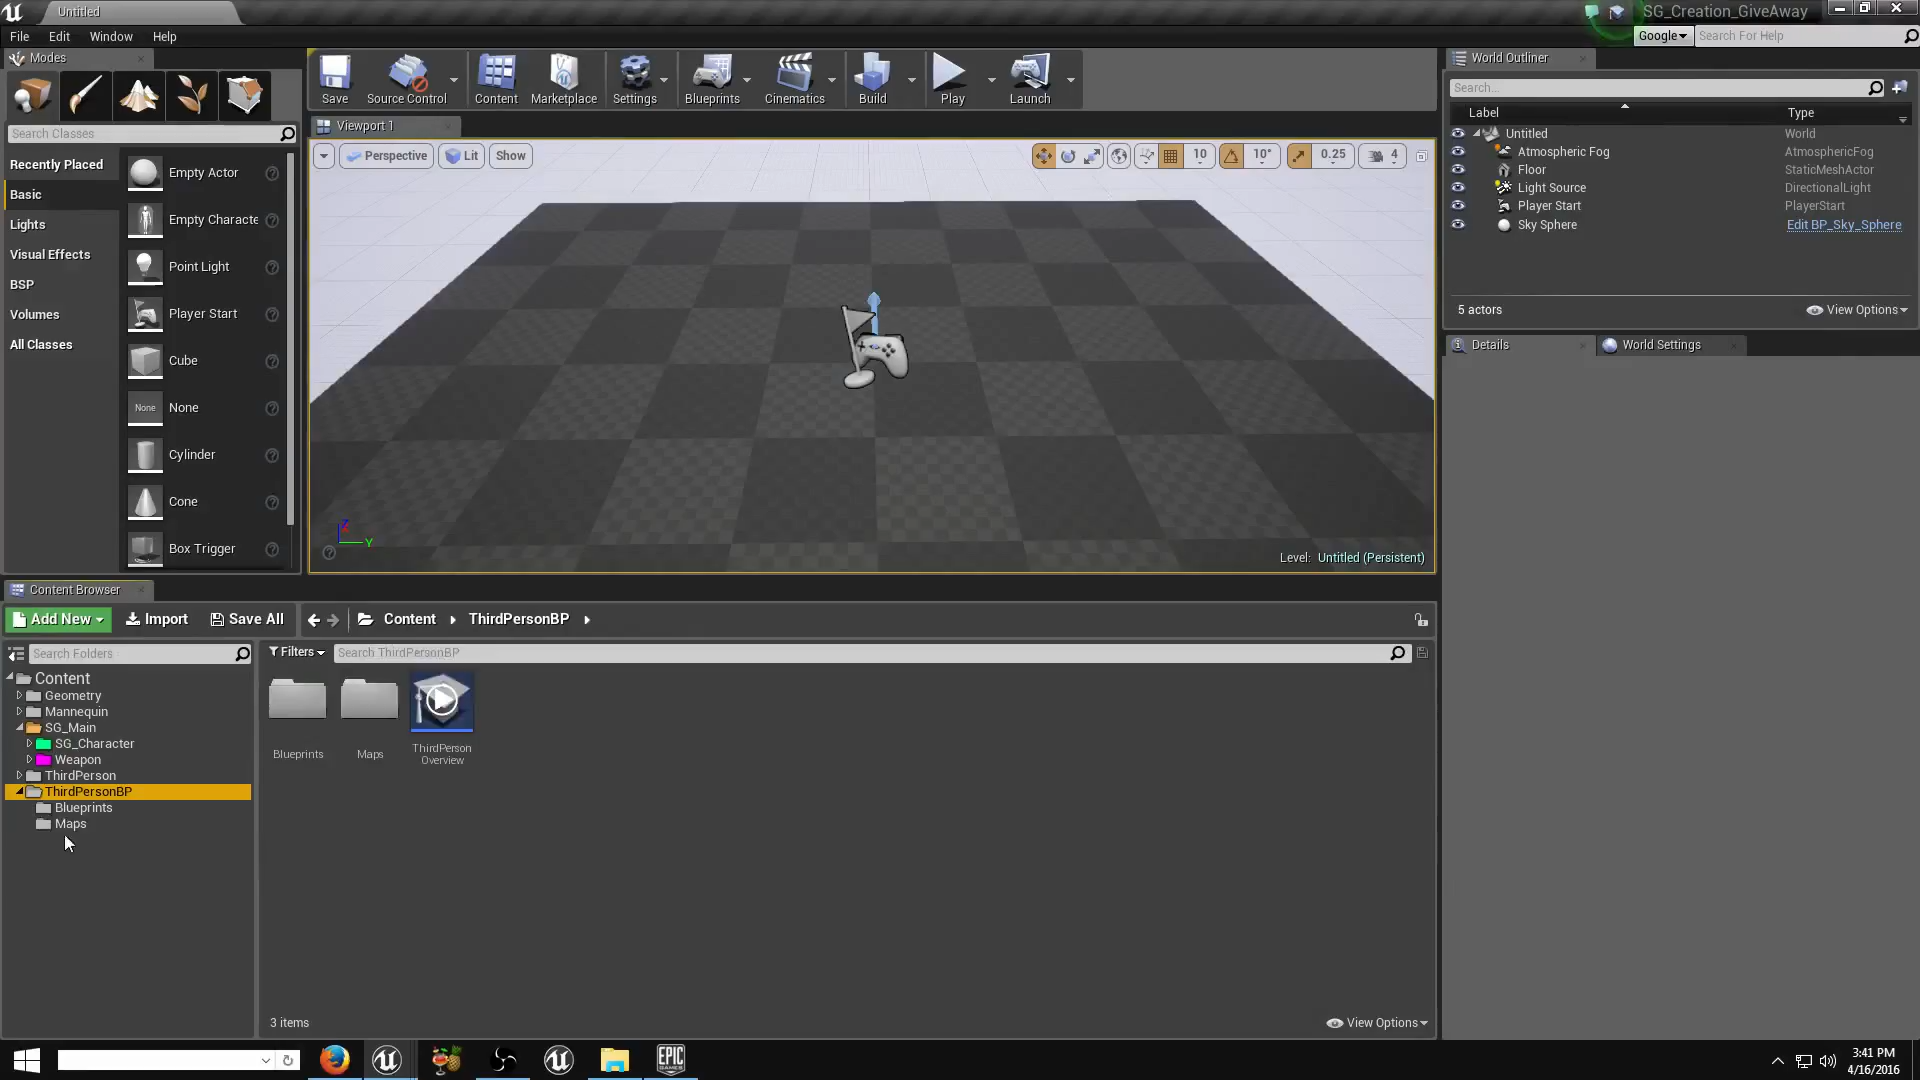 Untitled
SG_Creation_GiveAway
File Edit Window Help
Google
Search For Help
Modes
Search Classes
Recently Placed
Basic
Lights
Visual Effects
BSP
Volumes
All Classes
Empty Actor
Empty Characte
Point Light
Player Start
Cube
None
None
Cylinder
Cone
Box Trigger
Save
Source Control
Content
Marketplace
Settings
Blueprints
Cinematics
Build
Play
Launch
Viewport 1
Perspective
Lit
Show
10
10°
0.25
4
Z
Y
Level: Untitled (Persistent)
World Outliner
Search...
Label Type
Untitled World
Atmospheric Fog AtmosphericFog
Floor StaticMeshActor
Light Source DirectionalLight
Player Start PlayerStart
Sky Sphere Edit BP_Sky_Sphere
5 actors
View Options
Details
World Settings
Content Browser
Add New
Import
Save All
Content
ThirdPersonBP
Search Folders
Filters
Search ThirdPersonBP
Content
Geometry
Mannequin
SG_Main
SG_Character
Weapon
ThirdPerson
ThirdPersonBP
Blueprints
Maps
Blueprints
Maps
ThirdPerson
Overview
3 items
View Options
EPIC
GAMES
3:41 PM
4/16/2016